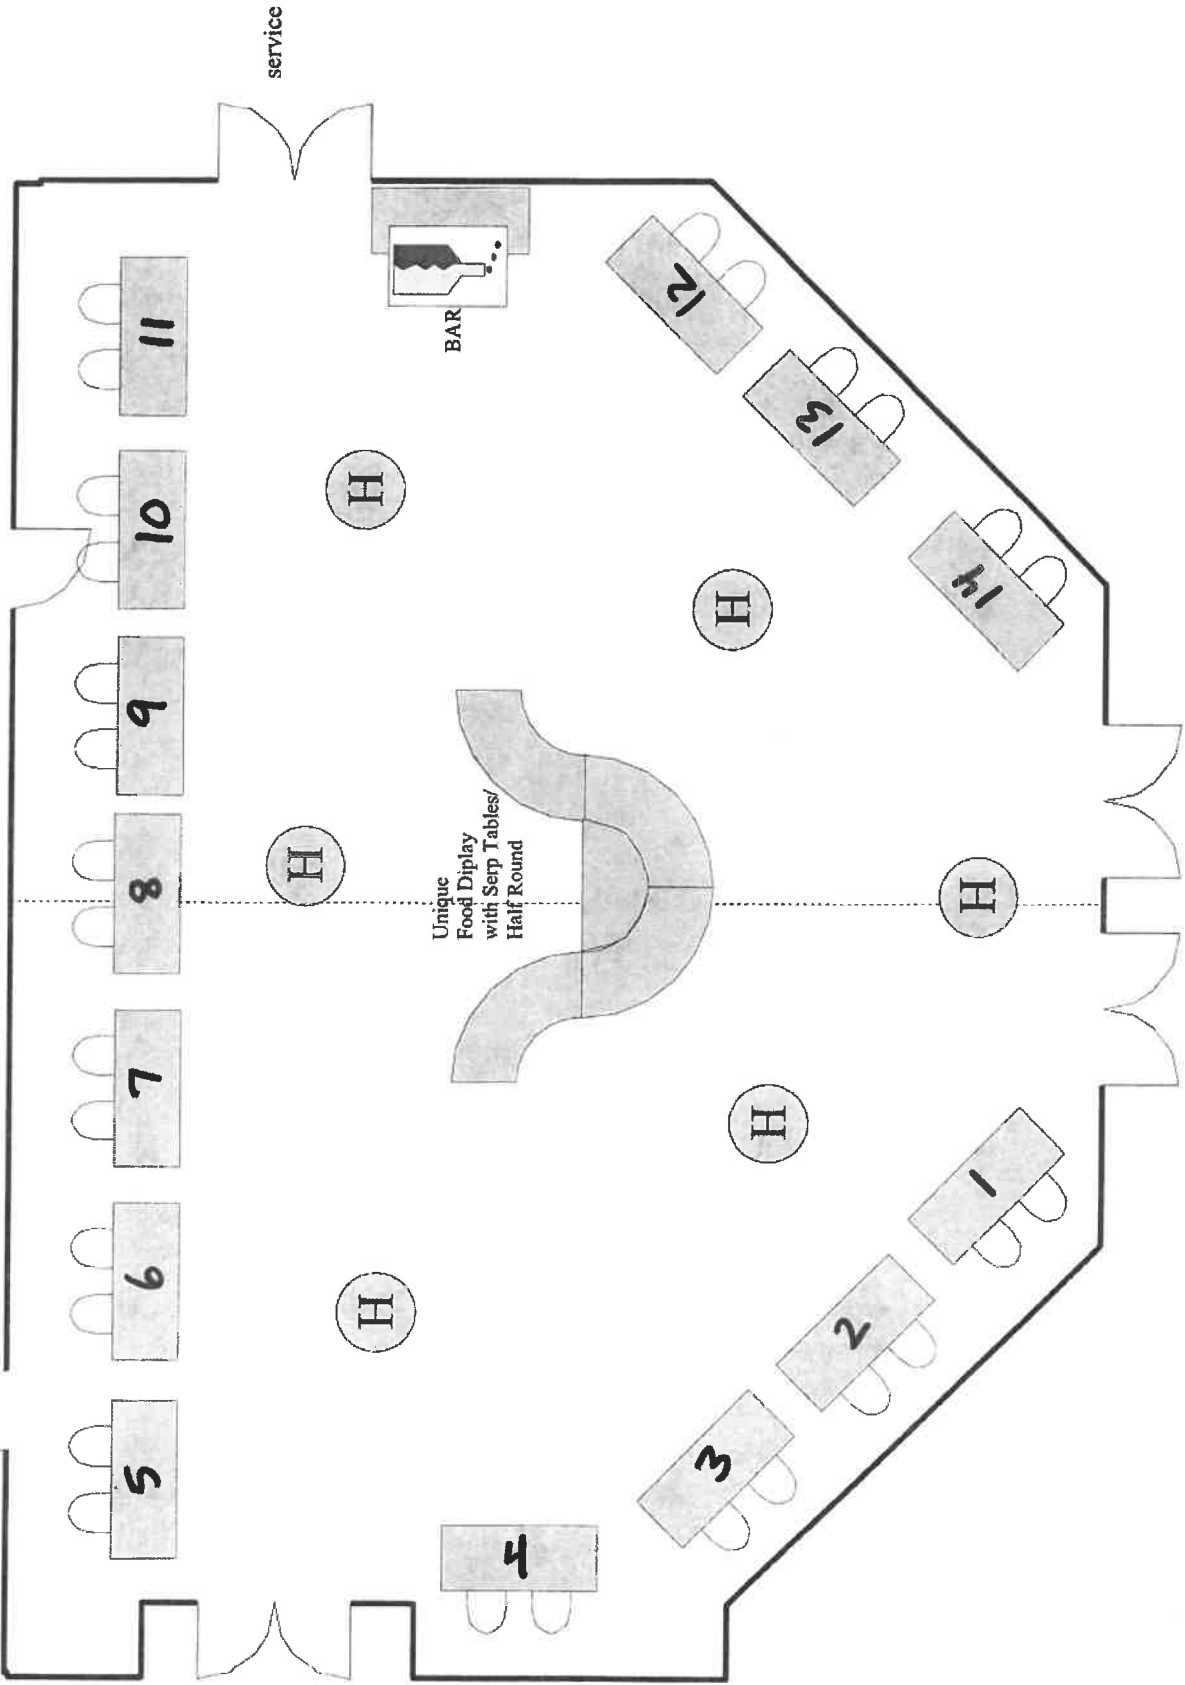 service
BAR
Unique
Food Diplay
with Serp Tables/
Half Round
11
10
9
8
7
6
5
4
3
2
1
12
13
14
H
H
H
H
H
H
H